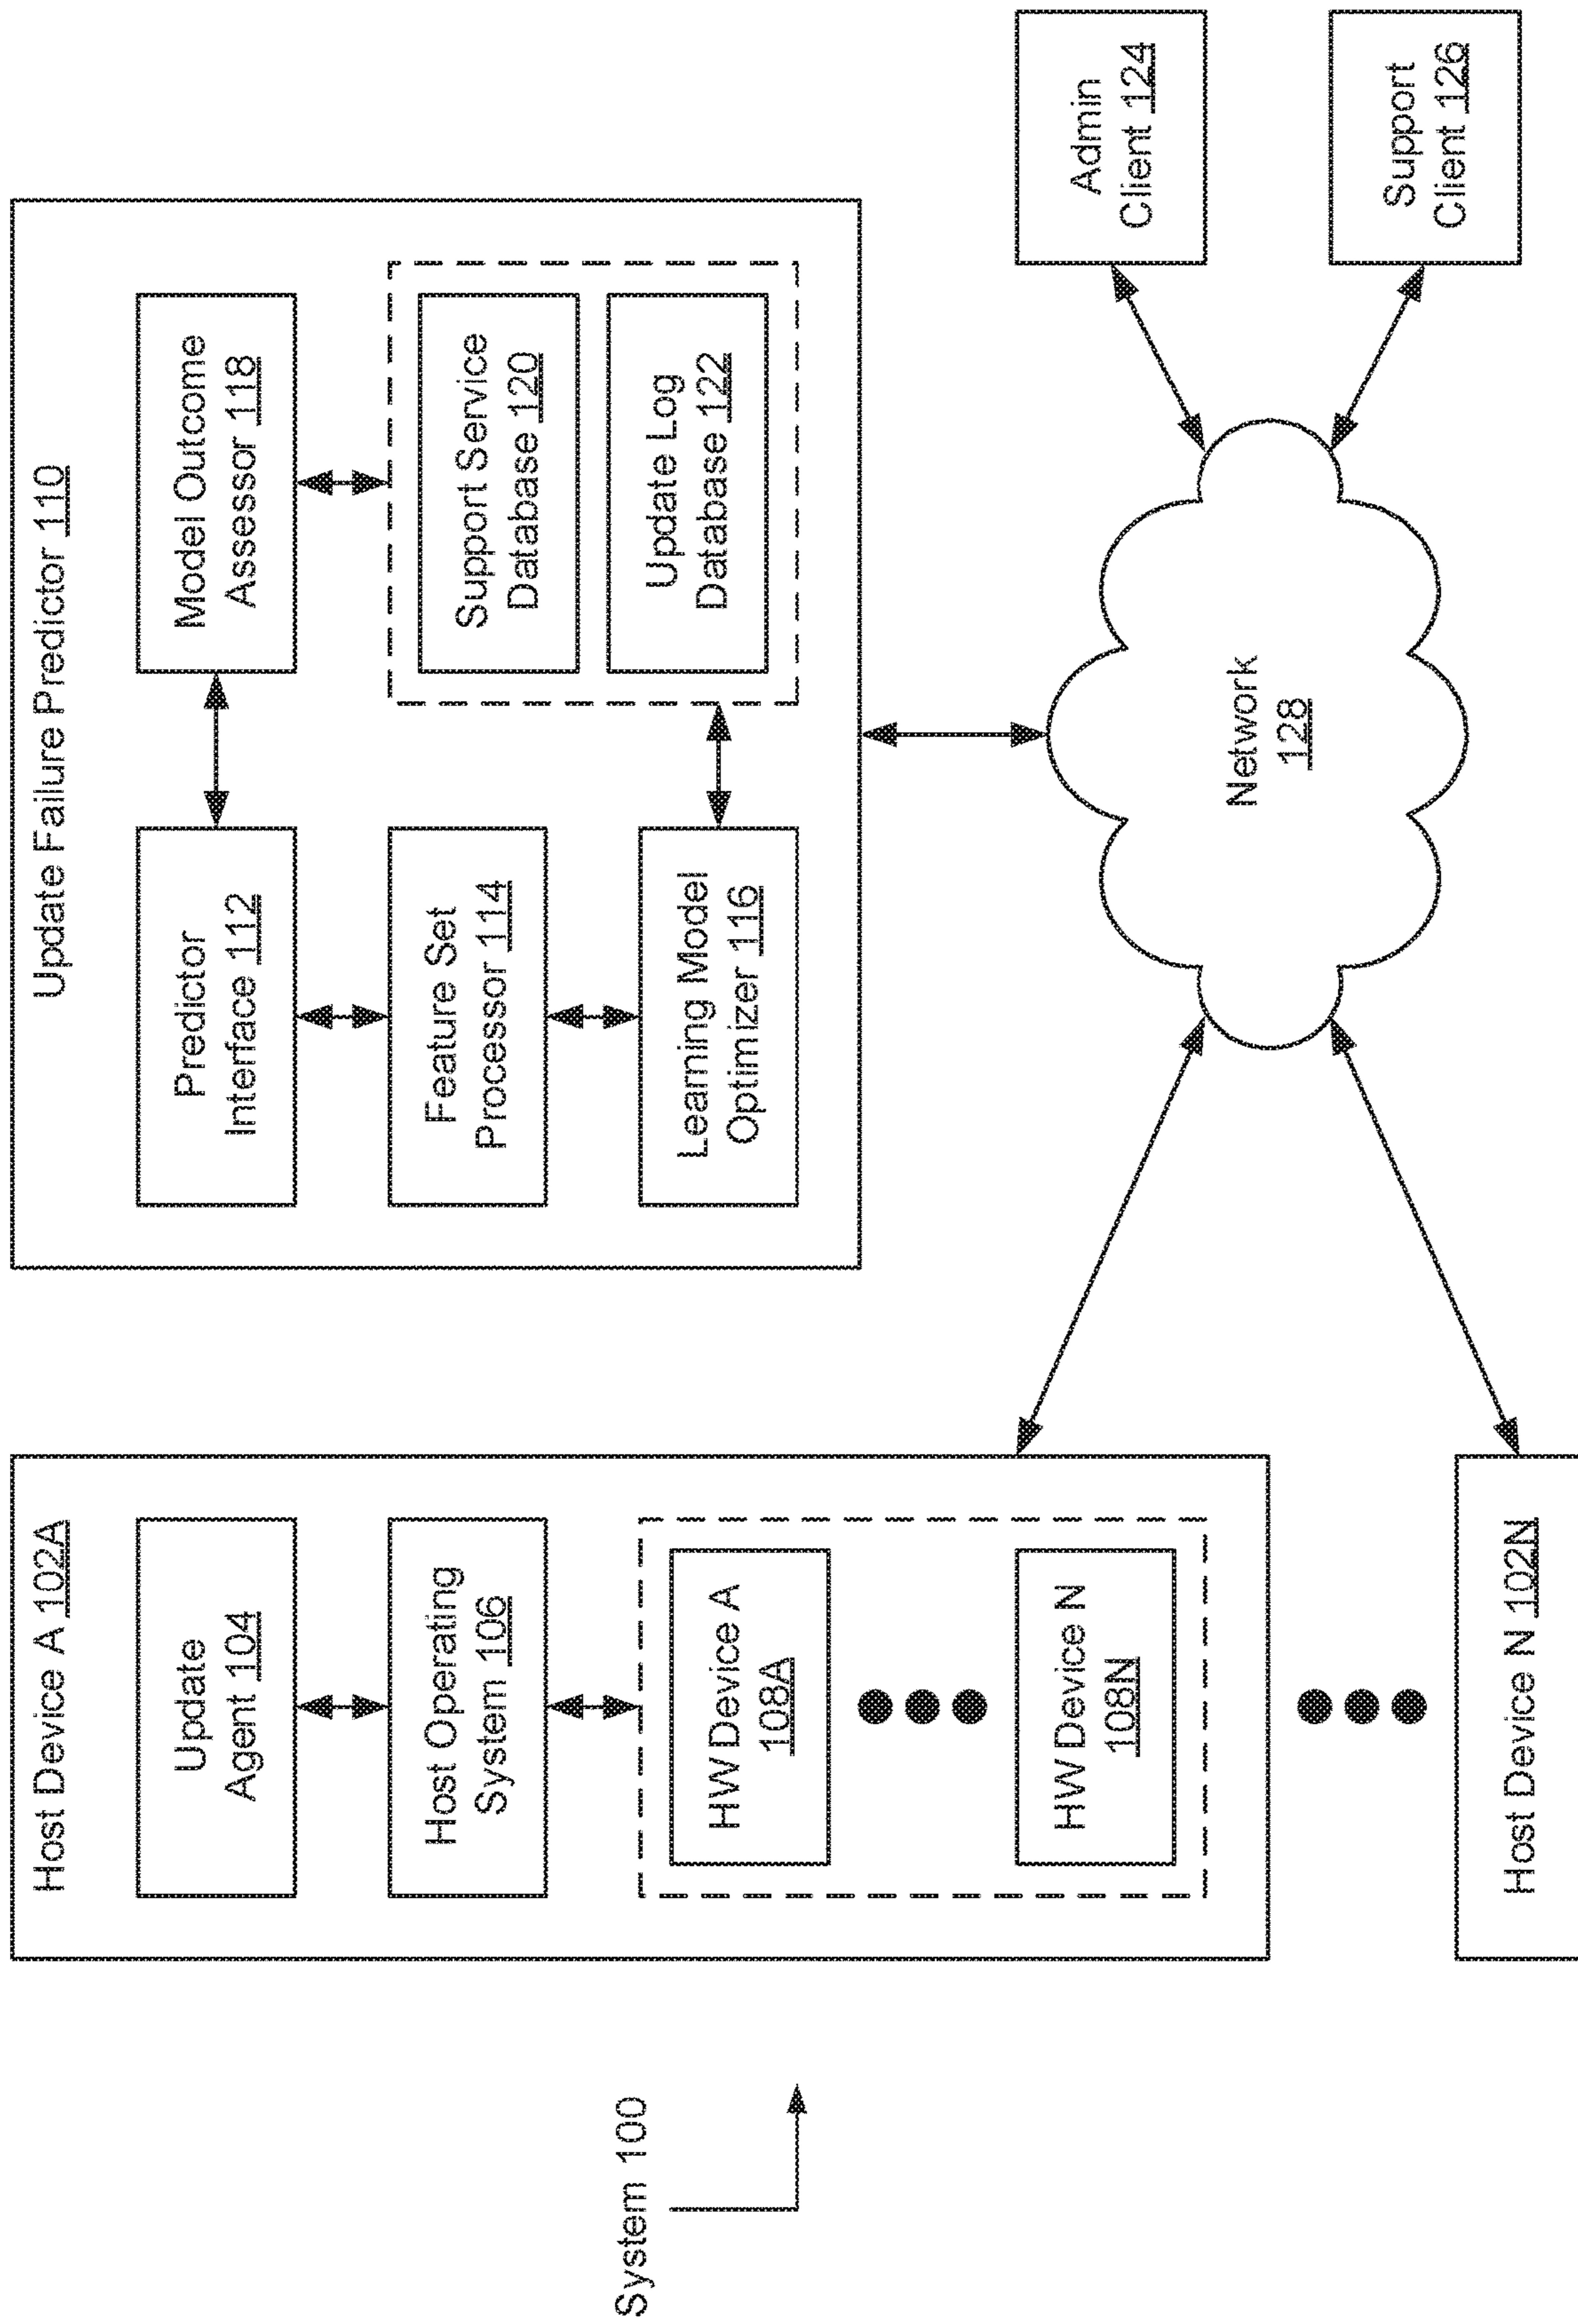 System 100
Host Device A 102A
Update
Agent 104
Host Operating
System 106
HW Device A
108A
HW Device N
108N
Host Device N 102N
Update Failure Predictor 110
Predictor
Interface 112
Feature Set
Processor 114
Learning Model
Optimizer 116
Model Outcome
Assessor 118
Support Service
Database 120
Update Log
Database 122
Network
128
Admin
Client 124
Support
Client 126